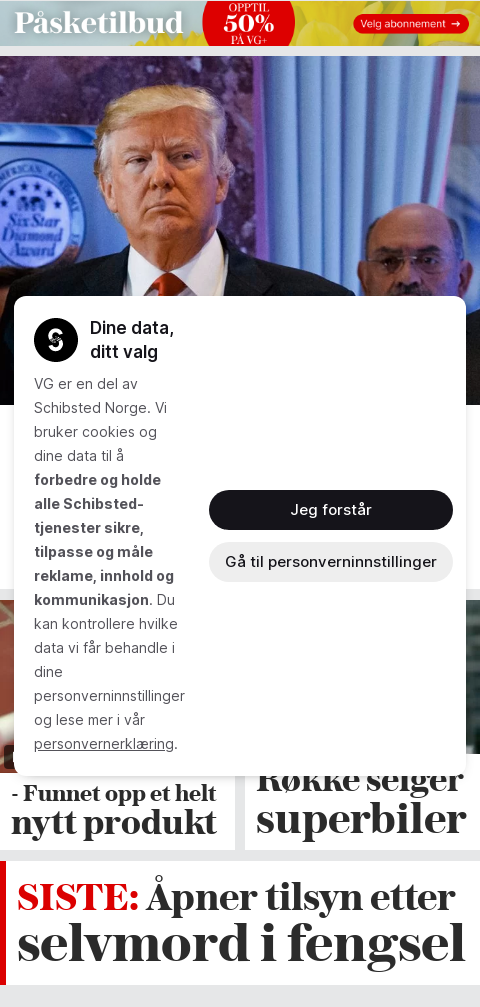 Påsketilbud
OPPTIL
50%
PÅ VG+
Velg abonnement →
AMERICAN ACADEMY
Six Star
Diamond
Award
Dine data,
ditt valg
VG er en del av
Schibsted Norge. Vi
bruker cookies og
dine data til å
forbedre og holde
alle Schibsted-
tjenester sikre,
tilpasse og måle
reklame, innhold og
kommunikasjon. Du
kan kontrollere hvilke
data vi får behandle i
dine
personverninnstillinger
og lese mer i vår
personvernerklæring.
Jeg forstår
Gå til personverninnstillinger
- Funnet opp et helt
nytt produkt
Røkke selger
superbiler
SISTE: Åpner tilsyn etter
selvmord i fengsel